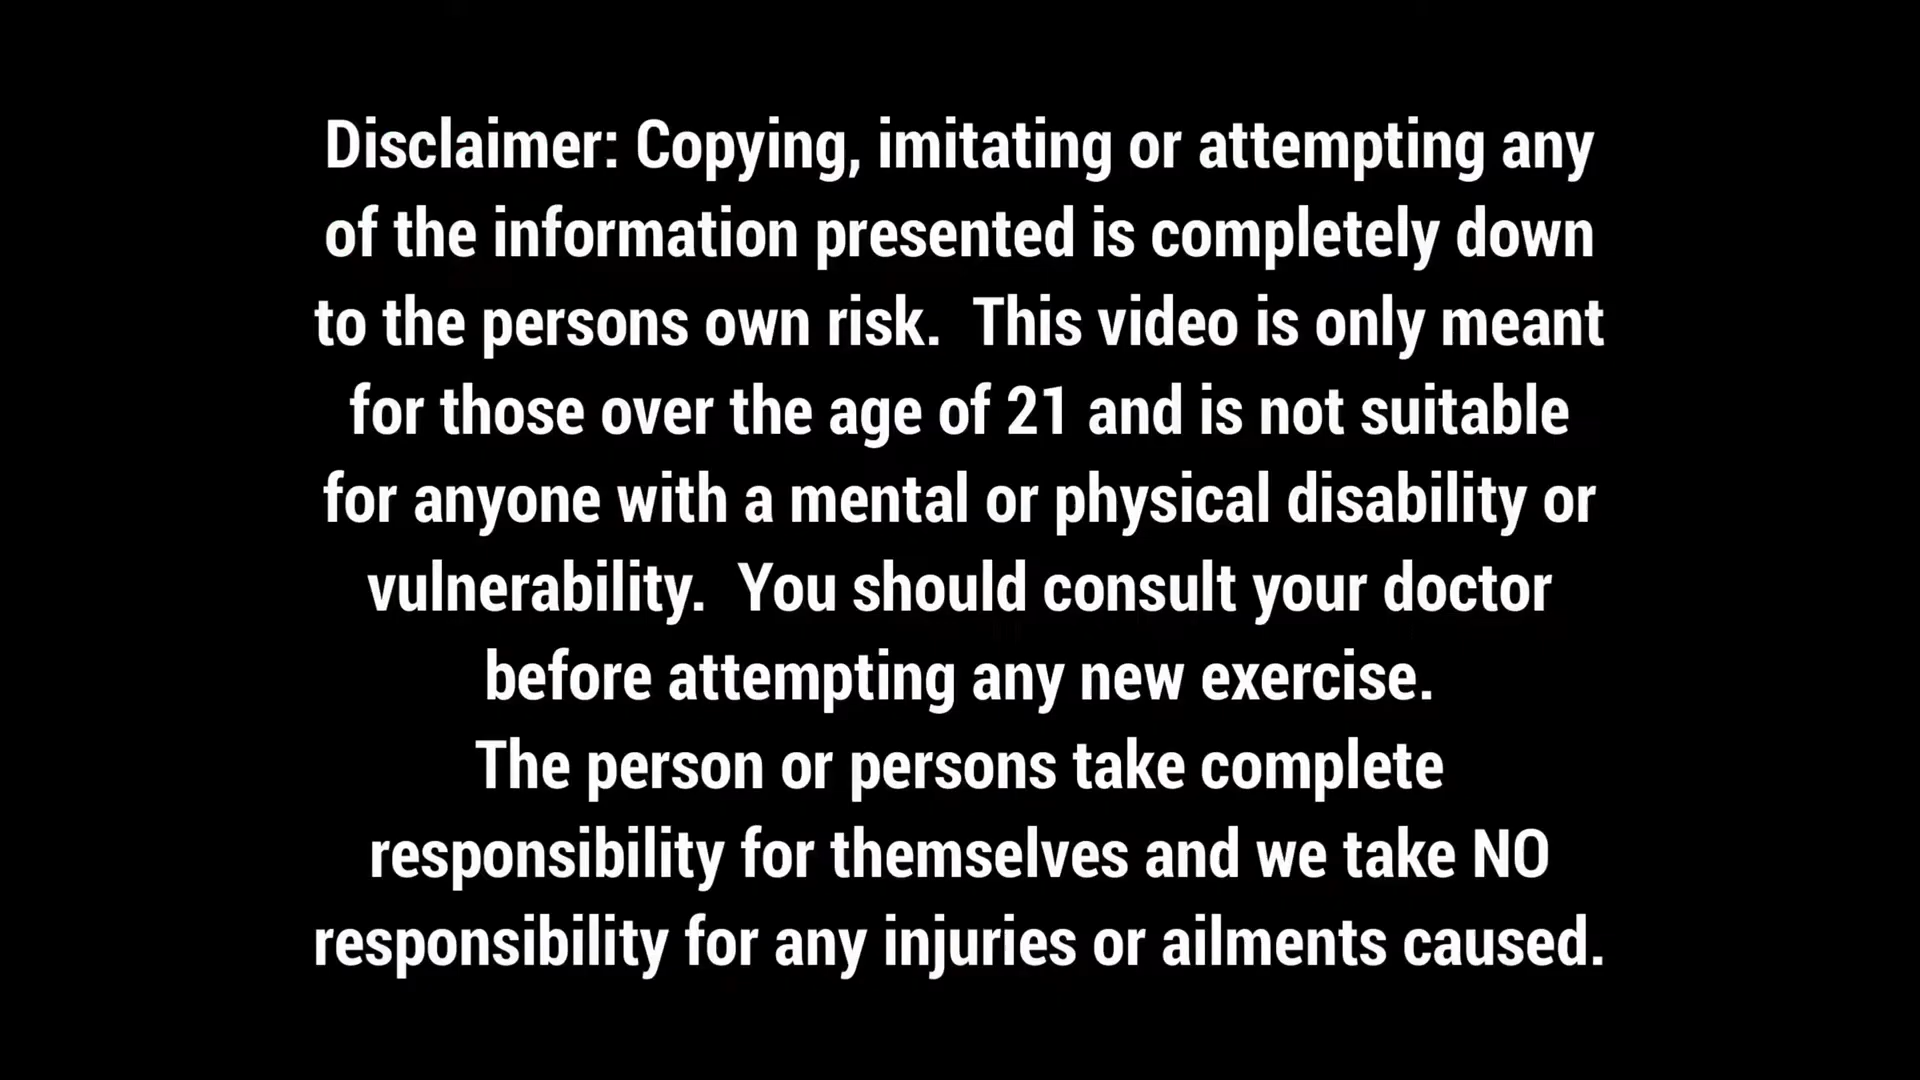 Disclaimer: Copying, imitating or attempting any
of the information presented is completely down
to the persons own risk.  This video is only meant
for those over the age of 21 and is not suitable
for anyone with a mental or physical disability or
vulnerability.  You should consult your doctor
before attempting any new exercise.
The person or persons take complete
responsibility for themselves and we take NO
responsibility for any injuries or ailments caused.